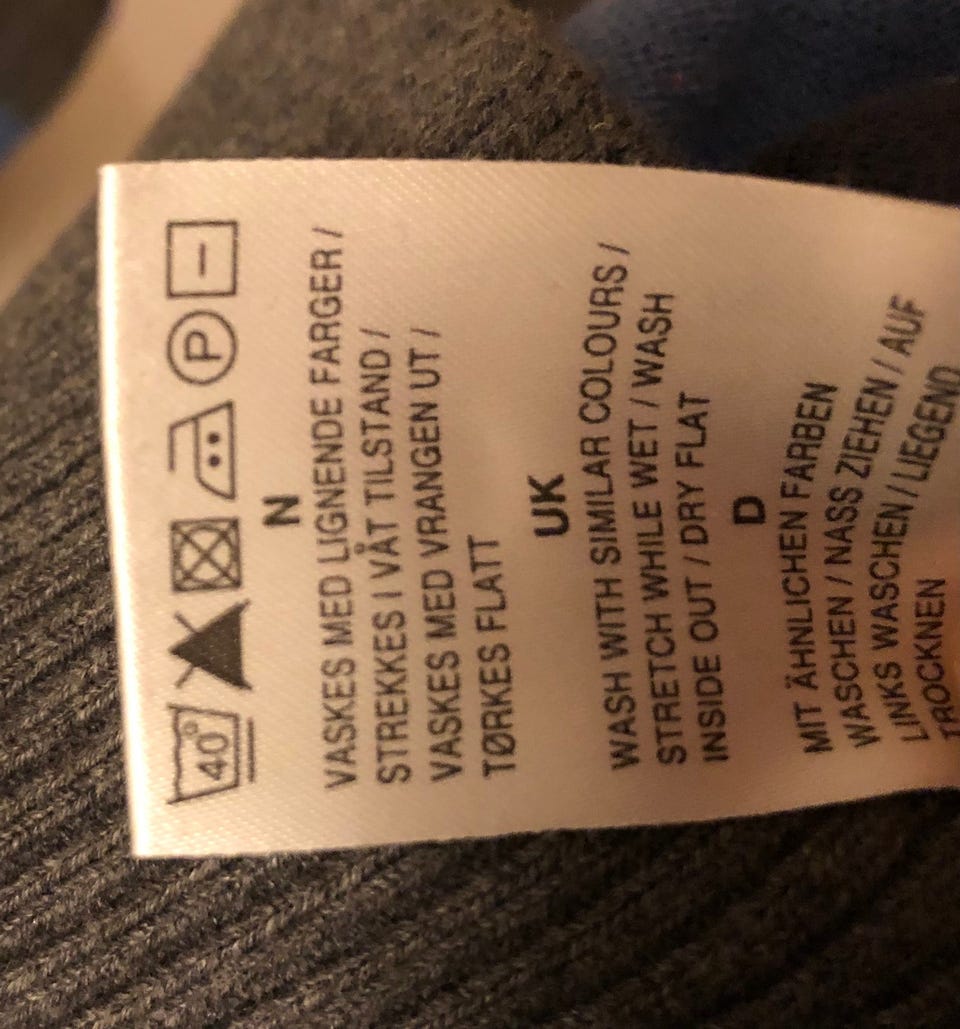 40° P
N
VASKES MED LIGNENDE FARGER /
STREKKES I VÅT TILSTAND /
VASKES MED VRANGEN UT /
TØRKES FLATT
UK
WASH WITH SIMILAR COLOURS /
STRETCH WHILE WET / WASH
INSIDE OUT / DRY FLAT
D
MIT ÄHNLICHEN FARBEN
WASCHEN / NASS ZIEHEN / AUF
LINKS WASCHEN / LIEGEND
TROCKNEN